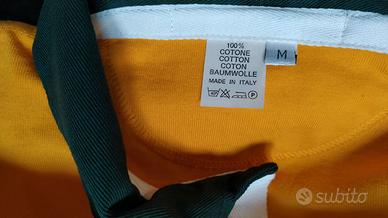 100%
COTONE
COTTON
COTON
BAUMWOLLE
MADE IN ITALY
M
subito